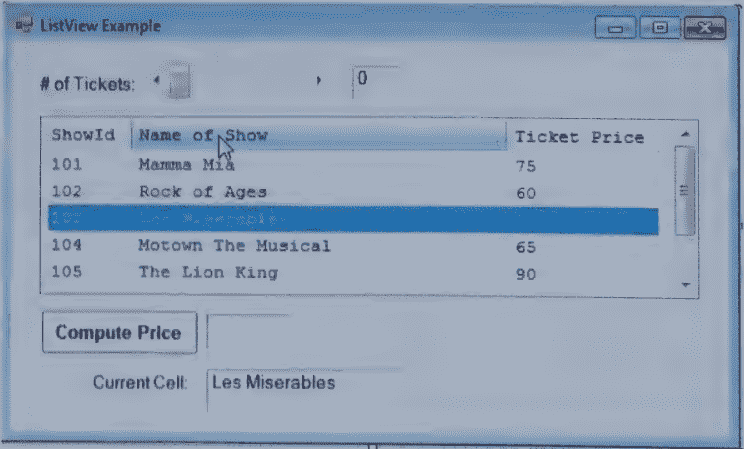 ListView Example
# of Tickets: 0
ShowId Name of Show Ticket Price
101 Mamma Mia 75
102 Rock of Ages 60
104 Motown The Musical 65
105 The Lion King 90
Compute Price
Current Cell: Les Miserables